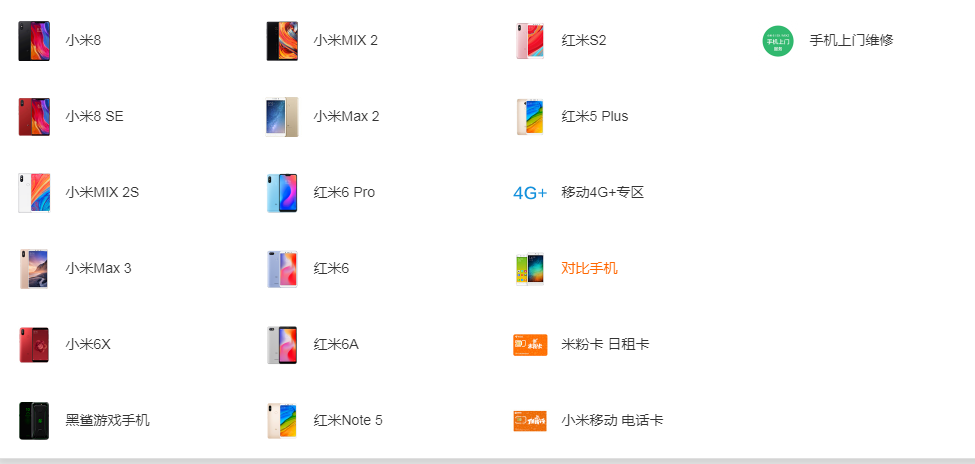 小米8
小米8 SE
小米MIX 2S
小米Max 3
小米6X
黑鲨游戏手机
小米MIX 2
小米Max 2
红米6 Pro
红米6
红米6A
红米Note 5
红米S2
红米5 Plus
4G+ 移动4G+专区
对比手机
米粉卡 日租卡
小米移动 电话卡
手机上门
手机上门维修